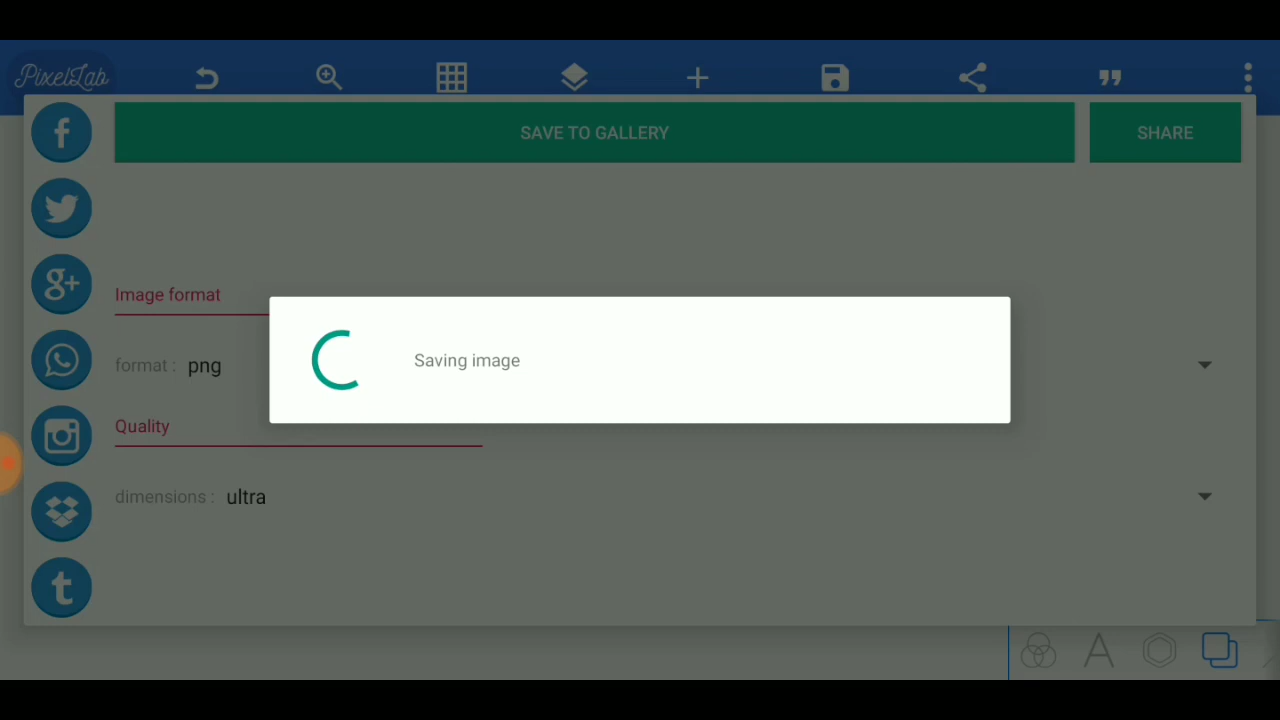 PixelLab
SAVE TO GALLERY
SHARE
Image format
Saving image
format : png
Quality
dimensions : ultra